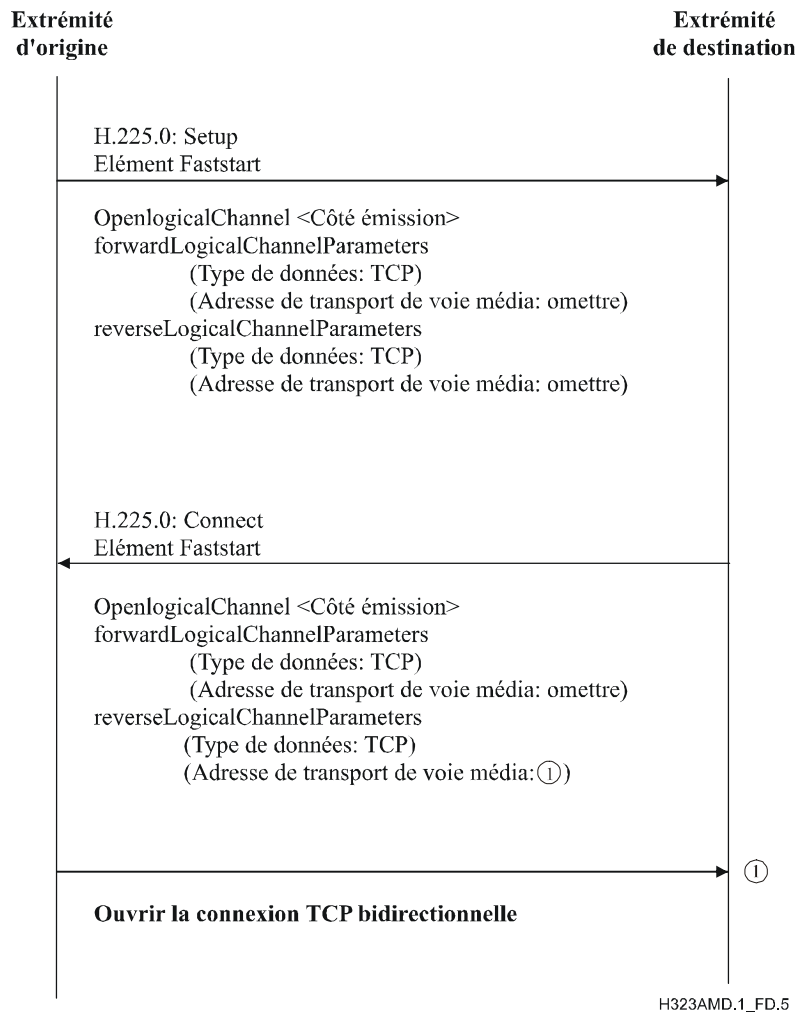 Extrémité
d'origine
Extrémité
de destination
H.225.0: Setup
Elément Faststart
OpenlogicalChannel <Côté émission>
forwardLogicalChannelParameters
(Type de données: TCP)
(Adresse de transport de voie média: omettre)
reverseLogicalChannelParameters
(Type de données: TCP)
(Adresse de transport de voie média: omettre)
H.225.0: Connect
Elément Faststart
OpenlogicalChannel <Côté émission>
forwardLogicalChannelParameters
(Type de données: TCP)
(Adresse de transport de voie média: omettre)
reverseLogicalChannelParameters
(Type de données: TCP)
(Adresse de transport de voie média:①)
①
Ouvrir la connexion TCP bidirectionnelle
H323AMD.1_FD.5